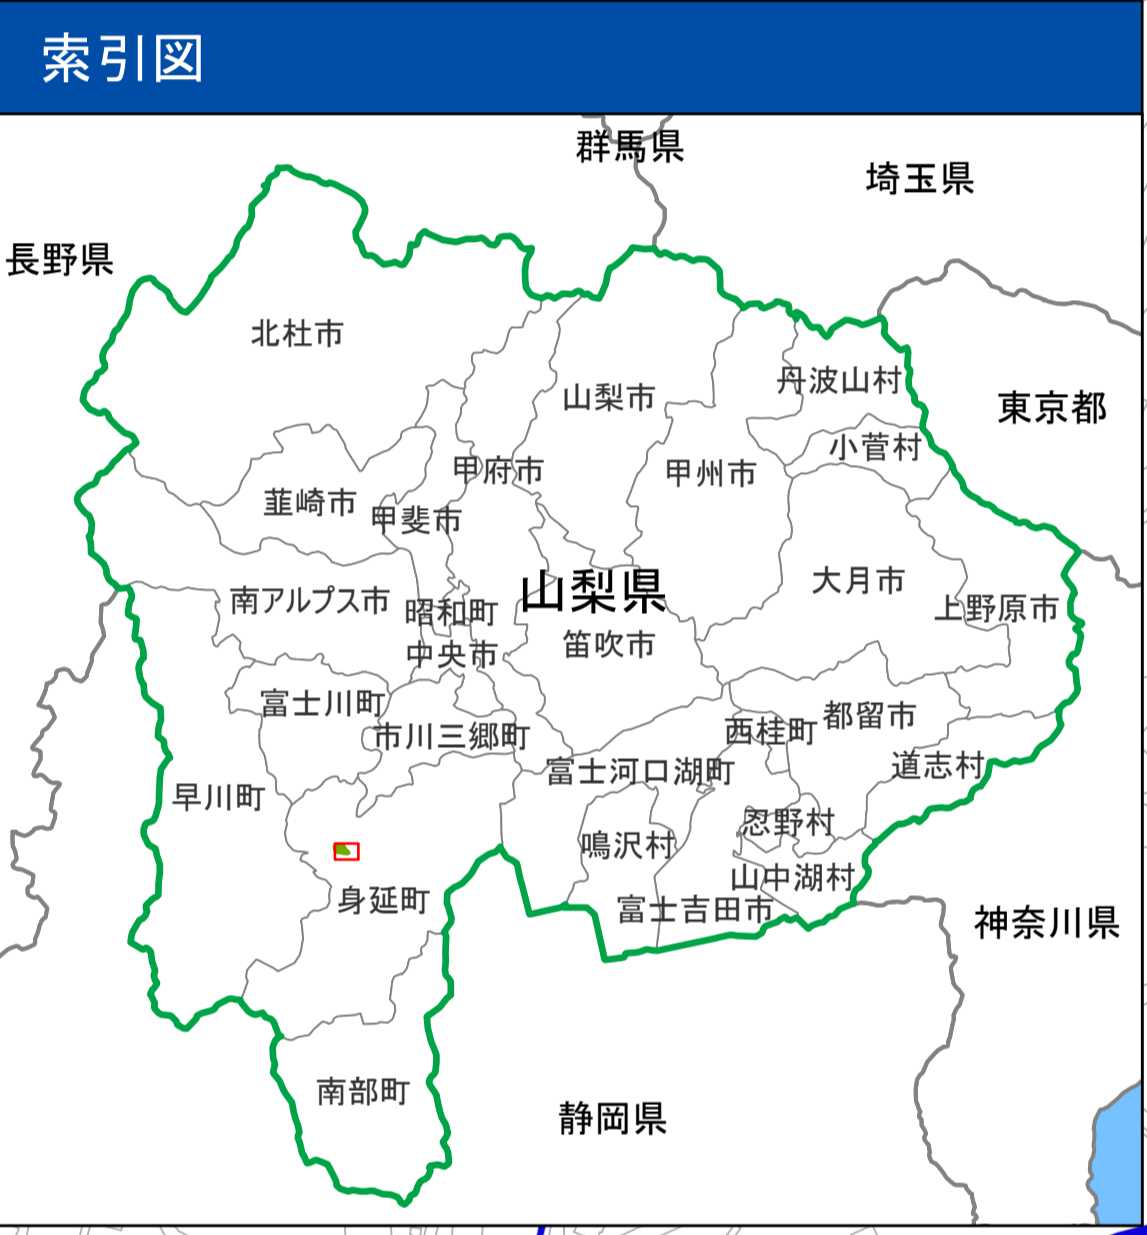 索引図
群馬県
埼玉県
長野県
北杜市
丹波山村
山梨市
東京都
小菅村
甲府市
甲州市
韮崎市
甲斐市
大月市
山梨県
南アルプス市
昭和町
上野原市
笛吹市
中央市
富士川町
都留市
西桂町
市川三郷町
道志村
富士河口湖町
早川町
忍野村
鳴沢村
山中湖村
身延町
富士吉田市
神奈川県
南部町
静岡県